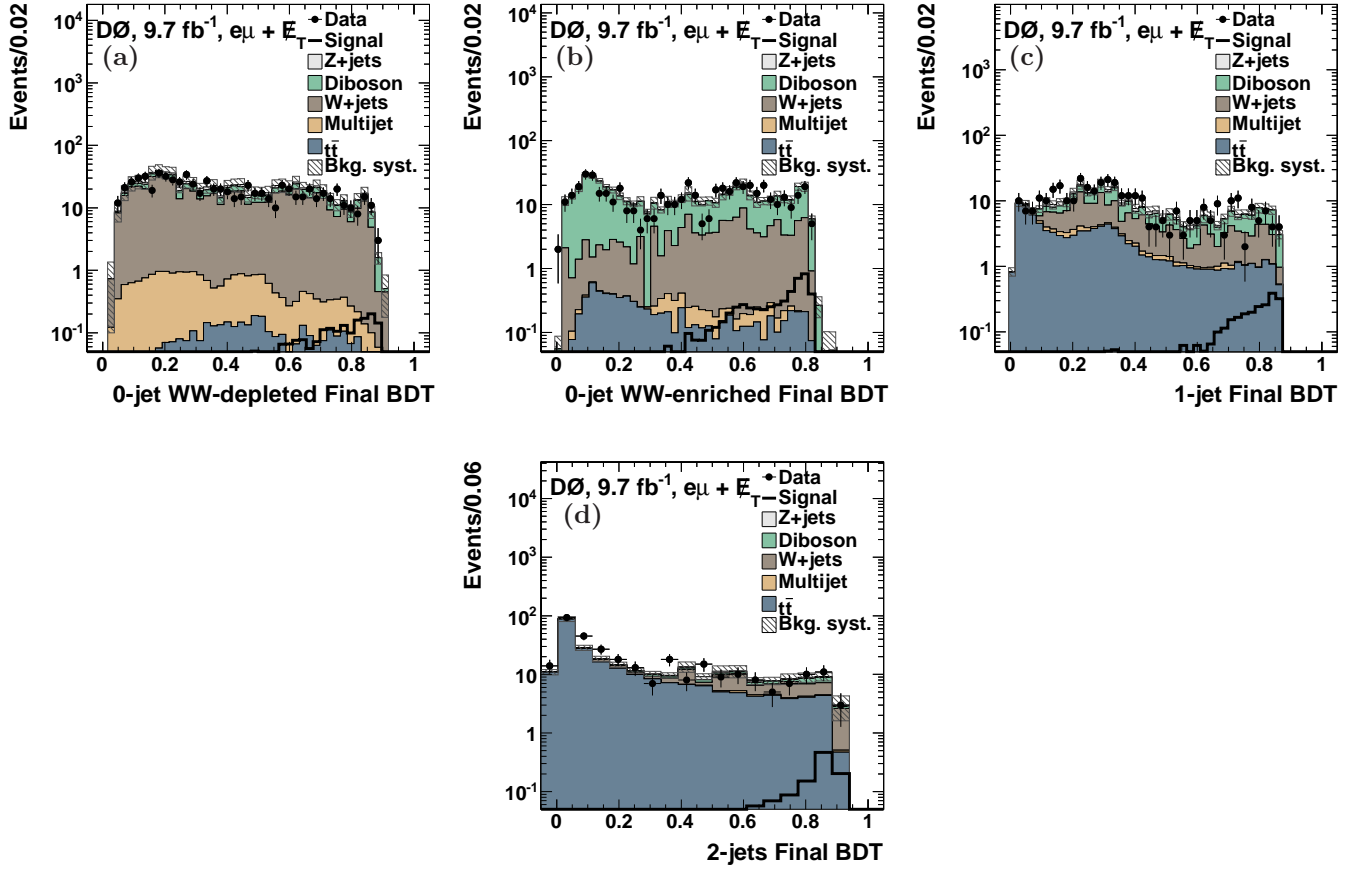 Events/0.02
10⁴
10³
10²
10
1
10⁻¹
DØ, 9.7 fb⁻¹, eμ + E̸_T
(a)
Data
Signal
Z+jets
Diboson
W+jets
Multijet
tt̄
Bkg. syst.
0 0.2 0.4 0.6 0.8 1
0-jet WW-depleted Final BDT
Events/0.02
10⁴
10³
10²
10
1
10⁻¹
DØ, 9.7 fb⁻¹, eμ + E̸_T
(b)
Data
Signal
Z+jets
Diboson
W+jets
Multijet
tt̄
Bkg. syst.
0 0.2 0.4 0.6 0.8 1
0-jet WW-enriched Final BDT
Events/0.02
10³
10²
10
1
10⁻¹
DØ, 9.7 fb⁻¹, eμ + E̸_T
(c)
Data
Signal
Z+jets
Diboson
W+jets
Multijet
tt̄
Bkg. syst.
0 0.2 0.4 0.6 0.8 1
1-jet Final BDT
Events/0.06
10⁴
10³
10²
10
1
10⁻¹
DØ, 9.7 fb⁻¹, eμ + E̸_T
(d)
Data
Signal
Z+jets
Diboson
W+jets
Multijet
tt̄
Bkg. syst.
0 0.2 0.4 0.6 0.8 1
2-jets Final BDT